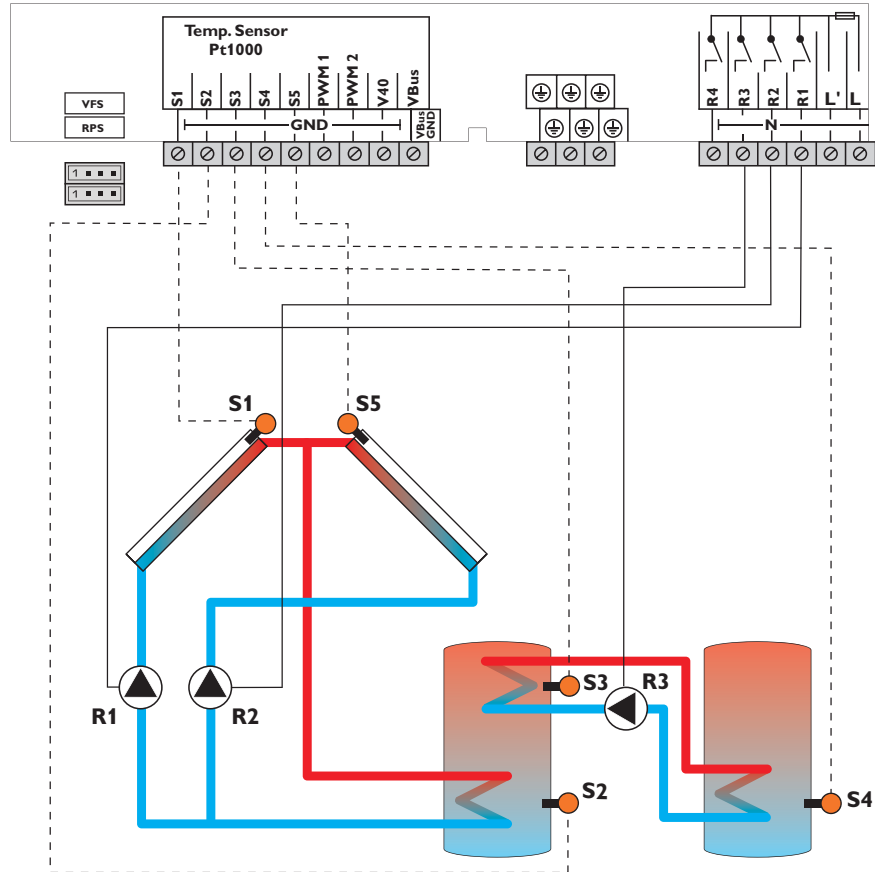 Temp. Sensor
Pt1000
VFS
RPS
S1 S2 S3 S4 S5 PWM 1 PWM 2 V40 VBus
GND
VBus
GND
R4 R3 R2 R1 L' L
N
1
1
S1
S5
R1
R2
S3
R3
S2
S4